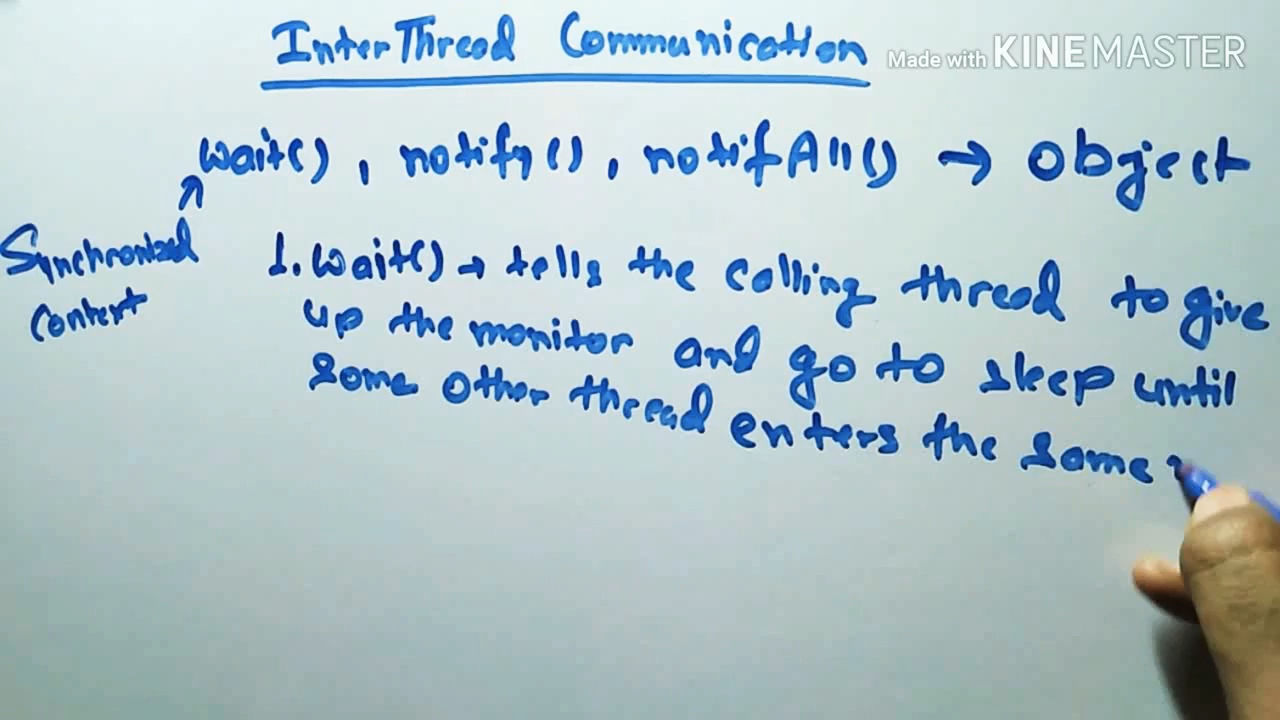 InterThread Communication
Made with KINEMASTER
wait(), notify(), notifAll() → Object
Synchronized
context
1. wait() → tells the calling thread to give
up the monitor and go to sleep until
some other thread enters the same